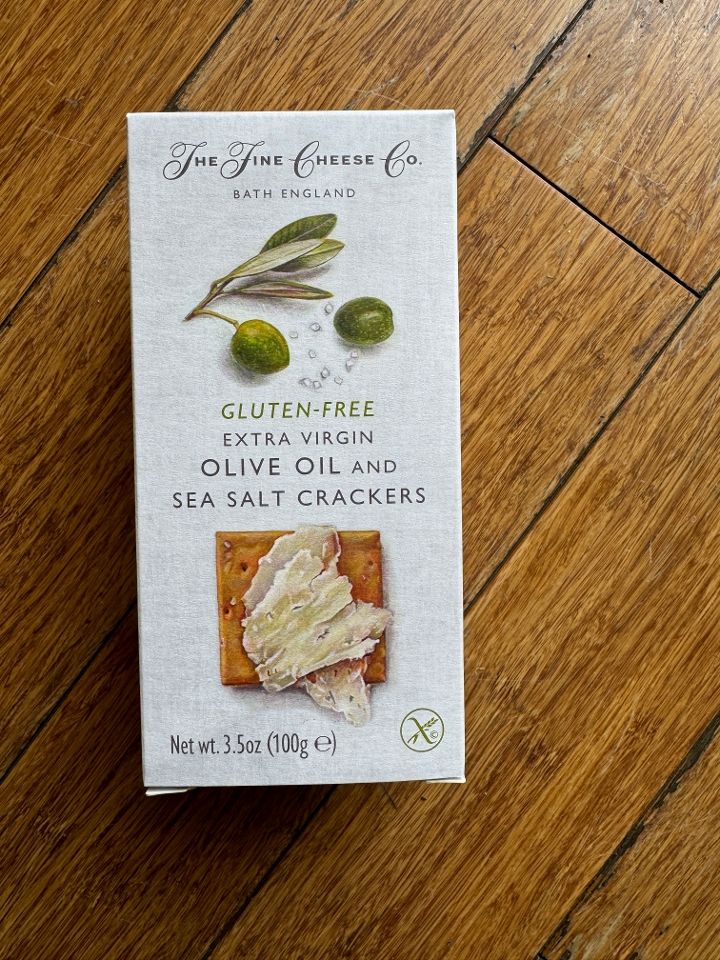 The Fine Cheese Co.
BATH ENGLAND
GLUTEN-FREE
EXTRA VIRGIN
OLIVE OIL AND
SEA SALT CRACKERS
Net wt. 3.5oz (100g ℮)
©